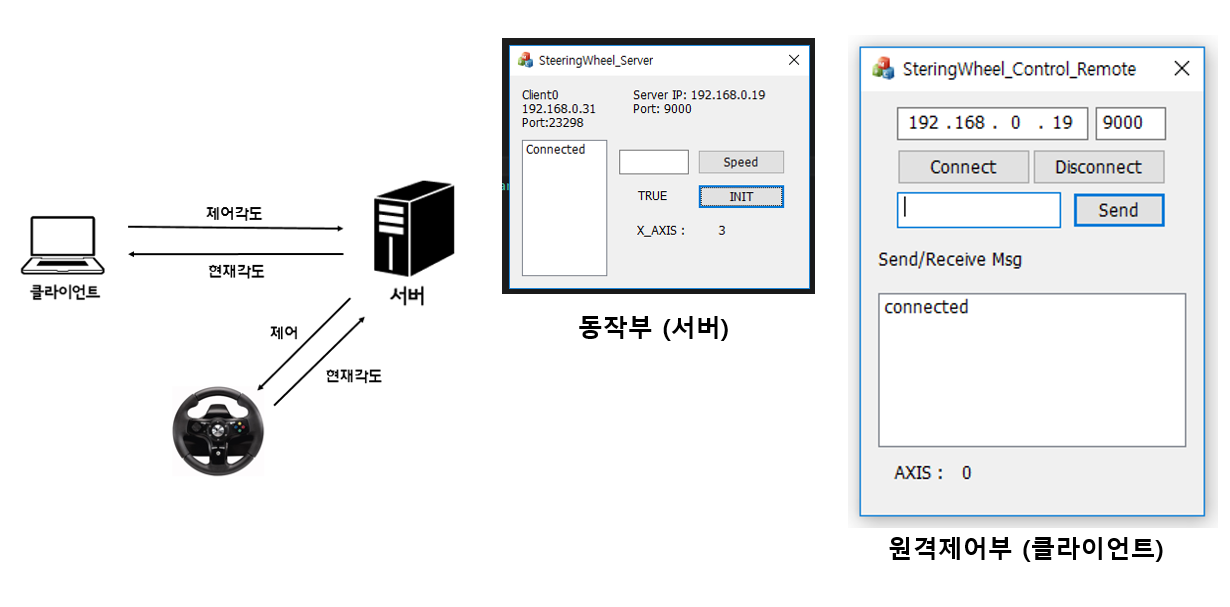 제어각도
현재각도
클라이언트
서버
제어
현재각도
SteeringWheel_Server
Client0
192.168.0.31
Port:23298
Server IP: 192.168.0.19
Port: 9000
Connected
Speed
TRUE
INIT
X_AXIS :
3
동작부 (서버)
SteringWheel_Control_Remote
192 .168 . 0 . 19
9000
Connect
Disconnect
Send
Send/Receive Msg
connected
AXIS : 0
원격제어부 (클라이언트)